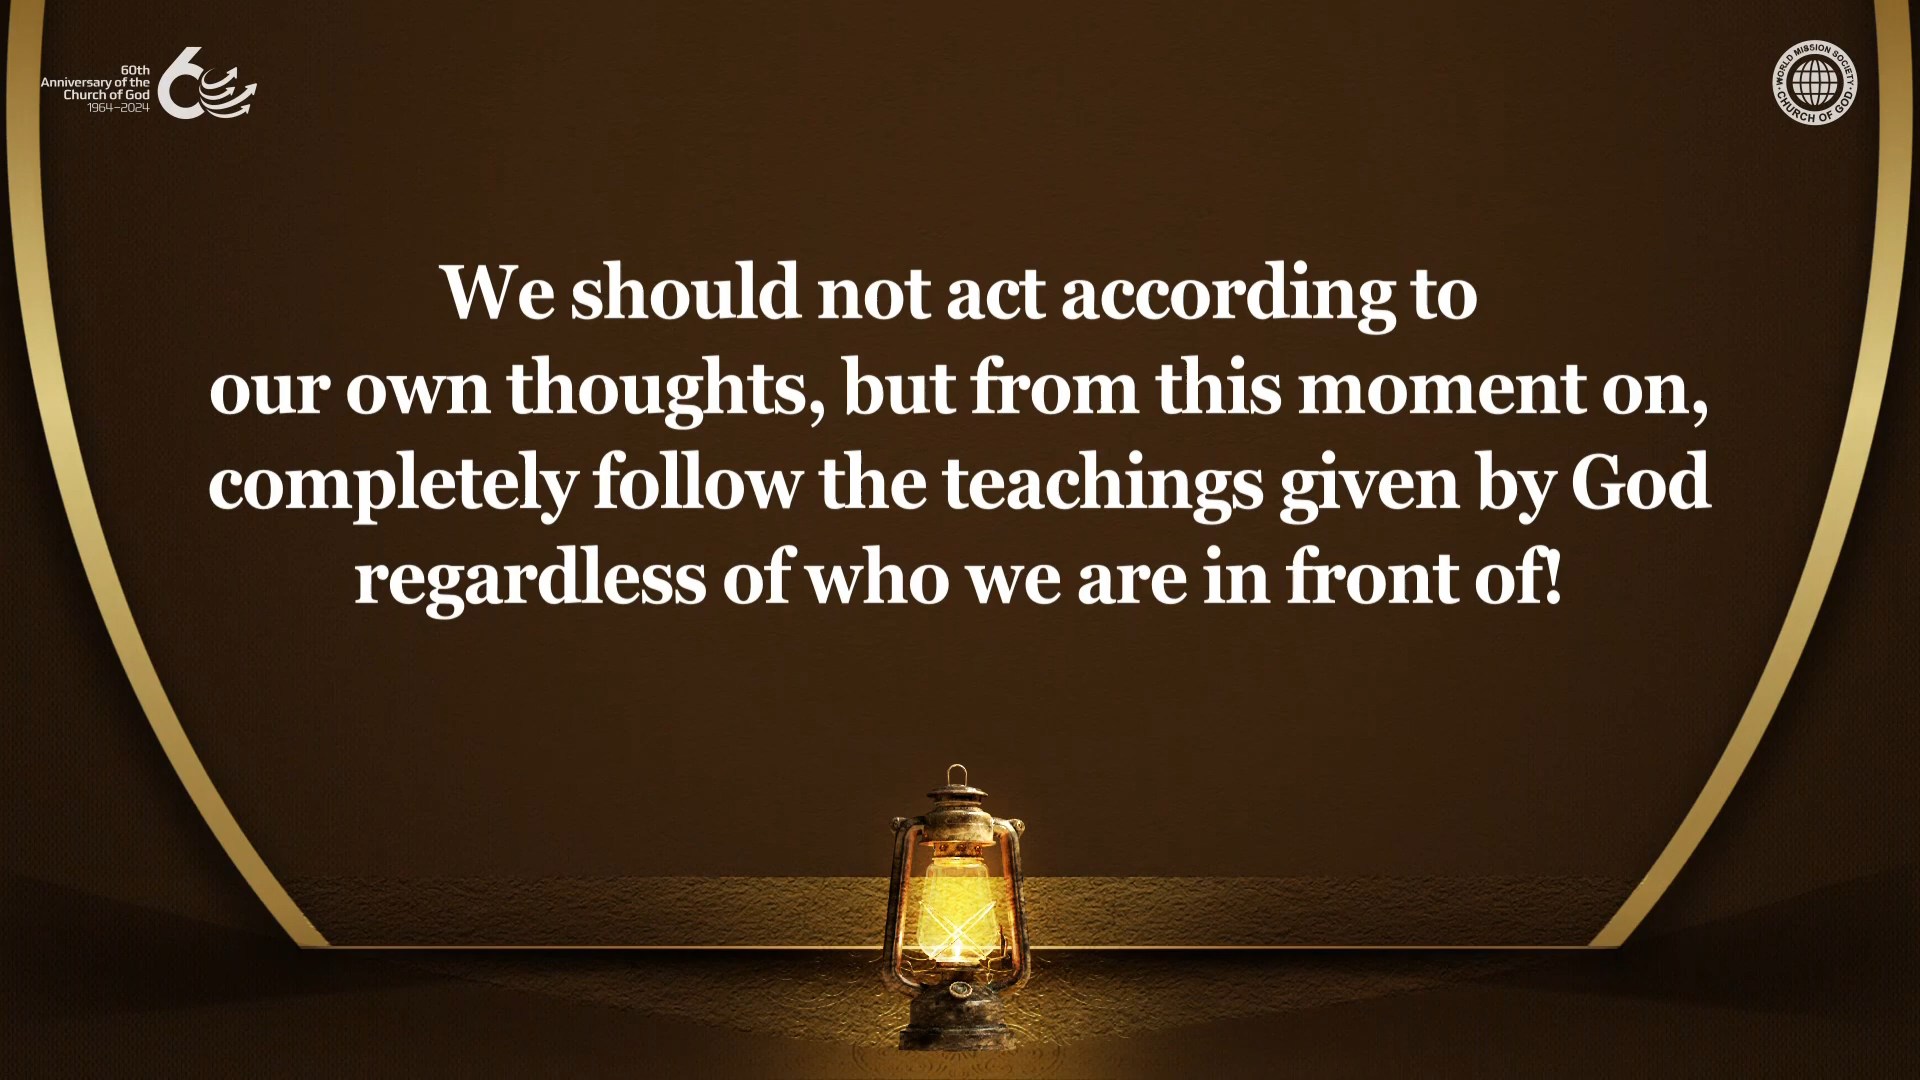 60th
Anniversary of the
Church of God
1964–2024
60
WORLD MISSION SOCIETY
CHURCH OF GOD
We should not act according to
our own thoughts, but from this moment on,
completely follow the teachings given by God
regardless of who we are in front of!